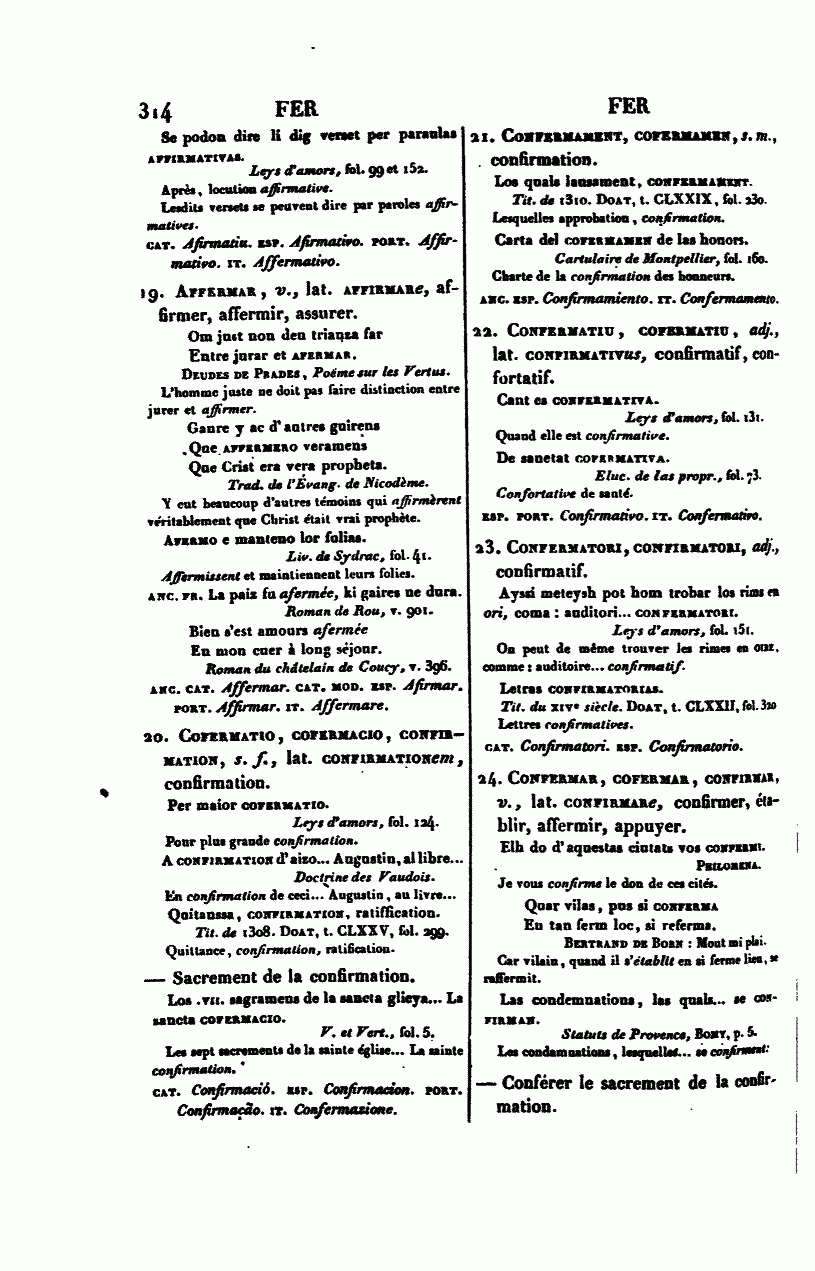 314 FER FER
Se podon dire li dig verset per paraulas
AFFIRMATIVAS.
Leys d'amors, fol. 99 et 152.
Après, locution affirmative.
Lesdits versets se peuvent dire par paroles affir-
matives.
CAT. Afirmatiu. ESP. Afirmativo. PORT. Affir-
mativo. IT. Affermativo.
19. AFFERMAR, v., lat. AFFIRMARe, af-
firmer, affermir, assurer.
Om just non deu trianza far
Entre jurar et AFERMAR.
DEUDES DE PRADES, Poëme sur les Vertus.
L'homme juste ne doit pas faire distinction entre
jurer et affirmer.
Ganre y ac d'autres guirens
Que AFFERMERO veramens
Que Crist era vera propheta.
Trad. de l'Évang. de Nicodème.
Y eut beaucoup d'autres témoins qui affirmèrent
véritablement que Christ était vrai prophète.
AFERMO e manteno lor folias.
Liv. de Sydrac, fol. 41.
Affermissent et maintiennent leurs folies.
ANC. FR. La paiz fu afermée, ki gaires ne dura.
Roman de Rou, v. 901.
Bien s'est amours afermée
En mon cuer à long séjour.
Roman du châtelain de Coucy, v. 396.
ANC. CAT. Affermar. CAT. MOD. ESP. Afirmar.
PORT. Affirmar. IT. Affermare.
20. COFERMATIO, COFERMACIO, CONFIR-
MATION, s. f., lat. CONFIRMATIONem,
confirmation.
Per maior COFERMATIO.
Leys d'amors, fol. 124.
Pour plus grande confirmation.
A CONFIRMATION d'aizo... Augustin, al libre...
Doctrine des Vaudois.
En confirmation de ceci... Augustin, au livre...
Quitanssa, CONFIRMATION, ratiffication.
Tit. de 1308. DOAT, t. CLXXV, fol. 299.
Quittance, confirmation, ratification.
— Sacrement de la confirmation.
Los .VII. sagramens de la sancta glieya... La
sancta COFERMACIO.
V. et Vert., fol. 5.
Les sept sacrements de la sainte église... La sainte
confirmation.
CAT. Confirmació. ESP. Confirmacion. PORT.
Confirmação. IT. Confermazione.
21. CONFERMAMENT, COFERMAMEN, s. m.,
confirmation.
Los quals lausament, CONFERMAMENT.
Tit. de 1310. DOAT, t. CLXXIX, fol. 230.
Lesquelles approbation, confirmation.
Carta del COFERMAMEN de las honors.
Cartulaire de Montpellier, fol. 160.
Charte de la confirmation des honneurs.
ANC. ESP. Confirmamiento. IT. Confermamento.
22. CONFERMATIU, COFERMATIU, adj.,
lat. CONFIRMATIVus, confirmatif, con-
fortatif.
Cant es CONFERMATIVA.
Leys d'amors, fol. 131.
Quand elle est confirmative.
De sanetat COFERMATIVA.
Eluc. de las propr., fol. 73.
Confortative de santé.
ESP. PORT. Confirmativo. IT. Confermativo.
23. CONFERMATORI, CONFIRMATORI, adj.,
confirmatif.
Ayssi meteysh pot hom trobar los rims en
ori, coma : auditori... CONFERMATORI.
Leys d'amors, fol. 151.
On peut de même trouver les rimes en OIRE,
comme : auditoire... confirmatif.
Letras CONFIRMATORIAS.
Tit. du XIVe siècle. DOAT, t. CLXXII, fol. 320
Lettres confirmatives.
CAT. Confirmatori. ESP. Confirmatorio.
24. CONFERMAR, COFERMAR, CONFIRMAR,
v., lat. CONFIRMARe, confirmer, éta-
blir, affermir, appuyer.
Elh do d'aquestas ciutats vos CONFERMI.
PHILOMENA.
Je vous confirme le don de ces cités.
Quar vilas, pus si CONFERMA
En tan ferm loc, si referma.
BERTRAND DE BORN : Mout mi plai.
Car vilain, quand il s'établit en si ferme lieu, se
raffermit.
Las condemnations, las quals... se CON-
FIRMAN.
Statuts de Provence, BOMY, p. 5.
Les condamnations, lesquelles... se confirment.
— Conférer le sacrement de la confir-
mation.